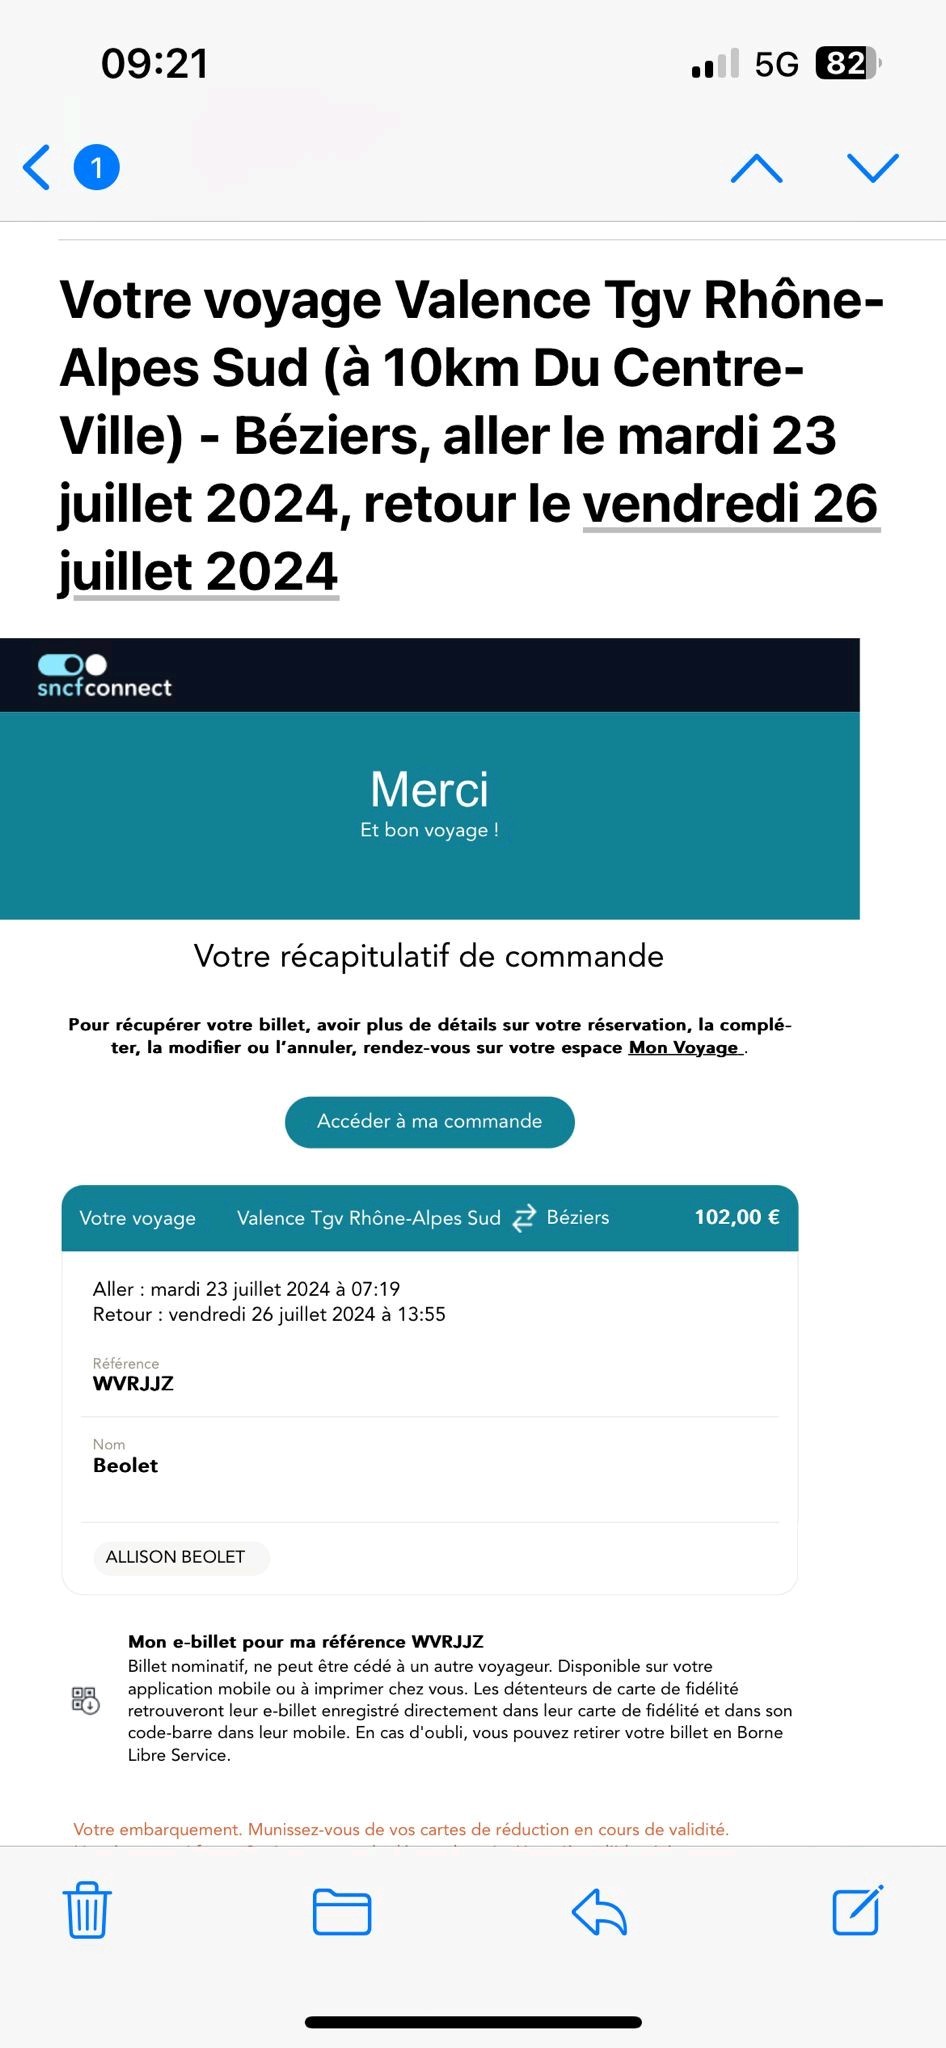 09:21
5G
82
1
Votre voyage Valence Tgv Rhône-
Alpes Sud (à 10km Du Centre-
Ville) - Béziers, aller le mardi 23
juillet 2024, retour le vendredi 26
juillet 2024
sncfconnect
Merci
Et bon voyage !
Votre récapitulatif de commande
Pour récupérer votre billet, avoir plus de détails sur votre réservation, la complé-
ter, la modifier ou l'annuler, rendez-vous sur votre espace Mon Voyage .
Accéder à ma commande
Votre voyage Valence Tgv Rhône-Alpes Sud Béziers 102,00 €
Aller : mardi 23 juillet 2024 à 07:19
Retour : vendredi 26 juillet 2024 à 13:55
Référence
WVRJJZ
Nom
Beolet
ALLISON BEOLET
Mon e-billet pour ma référence WVRJJZ
Billet nominatif, ne peut être cédé à un autre voyageur. Disponible sur votre
application mobile ou à imprimer chez vous. Les détenteurs de carte de fidélité
retrouveront leur e-billet enregistré directement dans leur carte de fidélité et dans son
code-barre dans leur mobile. En cas d'oubli, vous pouvez retirer votre billet en Borne
Libre Service.
Votre embarquement. Munissez-vous de vos cartes de réduction en cours de validité.